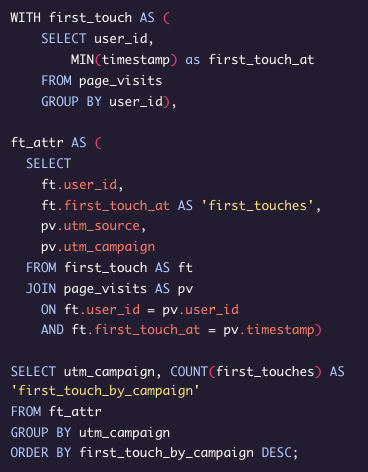 WITH first_touch AS (
    SELECT user_id,
        MIN(timestamp) as first_touch_at
    FROM page_visits
    GROUP BY user_id),

ft_attr AS (
  SELECT
    ft.user_id,
    ft.first_touch_at AS 'first_touches',
    pv.utm_source,
    pv.utm_campaign
  FROM first_touch AS ft
  JOIN page_visits AS pv
    ON ft.user_id = pv.user_id
    AND ft.first_touch_at = pv.timestamp)

SELECT utm_campaign, COUNT(first_touches) AS
'first_touch_by_campaign'
FROM ft_attr
GROUP BY utm_campaign
ORDER BY first_touch_by_campaign DESC;